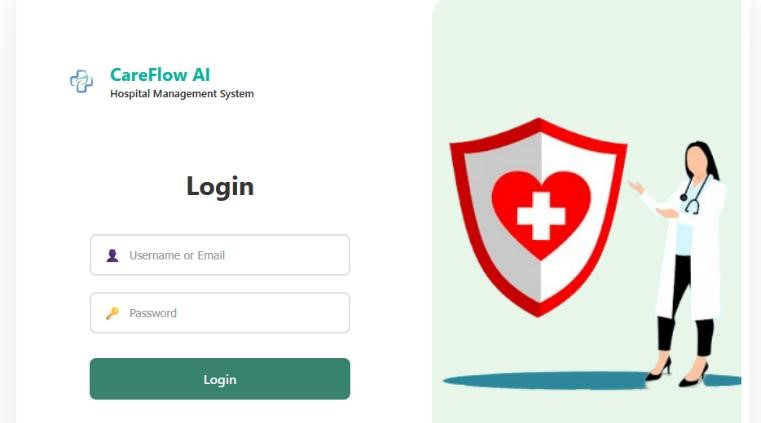 CareFlow AI
Hospital Management System
Login
Username or Email
Password
Login